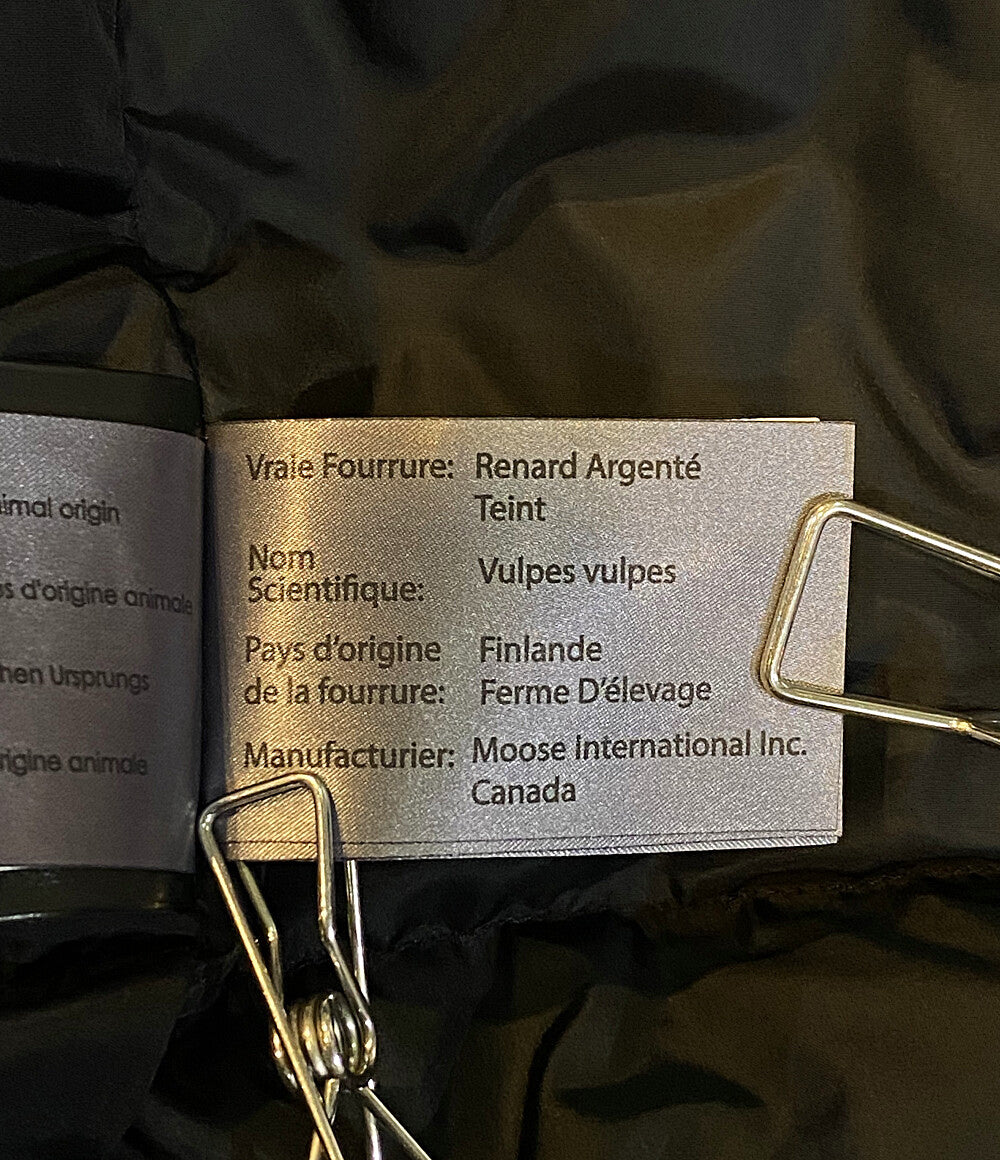 imal origin
s d'origine animale
hen Ursprungs
rigine animale
Vraie Fourrure: Renard Argenté
Teint
Nom
Scientifique: Vulpes vulpes
Pays d'origine Finlande
de la fourrure: Ferme D'élevage
Manufacturier: Moose International Inc.
Canada